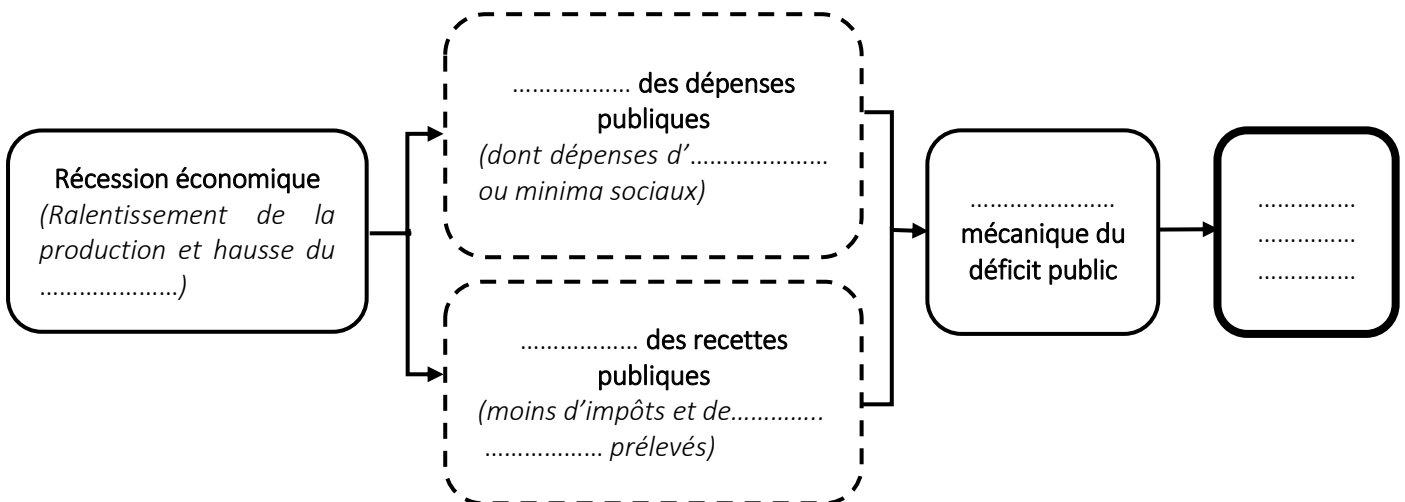 Récession économique
(Ralentissement de la
production et hausse du
…………………)
……………… des dépenses
publiques
(dont dépenses d’…………………
ou minima sociaux)
……………… des recettes
publiques
(moins d’impôts et de…………..
……………… prélevés)
………..………..
mécanique du
déficit public
……………
……………
……………